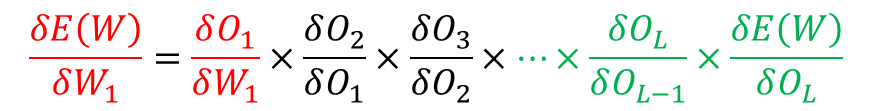 δE(W)/δW₁ = δO₁/δW₁ × δO₂/δO₁ × δO₃/δO₂ × ⋯ × δO_L/δO_{L−1} × δE(W)/δO_L